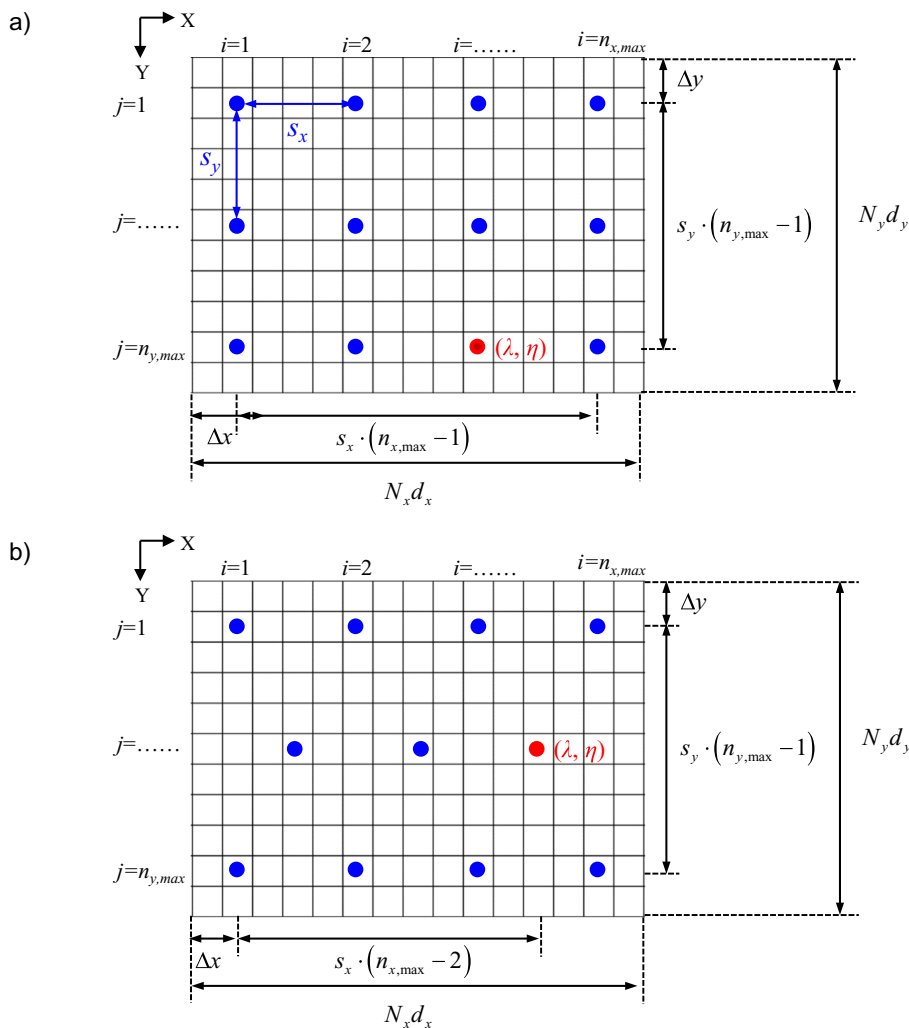 a)
X
Y
i=1 i=2 i=…… i=n_{x,max}
Δy
j=1
s_x
s_y
j=……
s_y · (n_{y,max} − 1)
N_y d_y
j=n_{y,max}
(λ, η)
Δx
s_x · (n_{x,max} − 1)
N_x d_x
b)
X
Y
i=1 i=2 i=…… i=n_{x,max}
Δy
j=1
j=……
(λ, η)
s_y · (n_{y,max} − 1)
N_y d_y
j=n_{y,max}
Δx
s_x · (n_{x,max} − 2)
N_x d_x